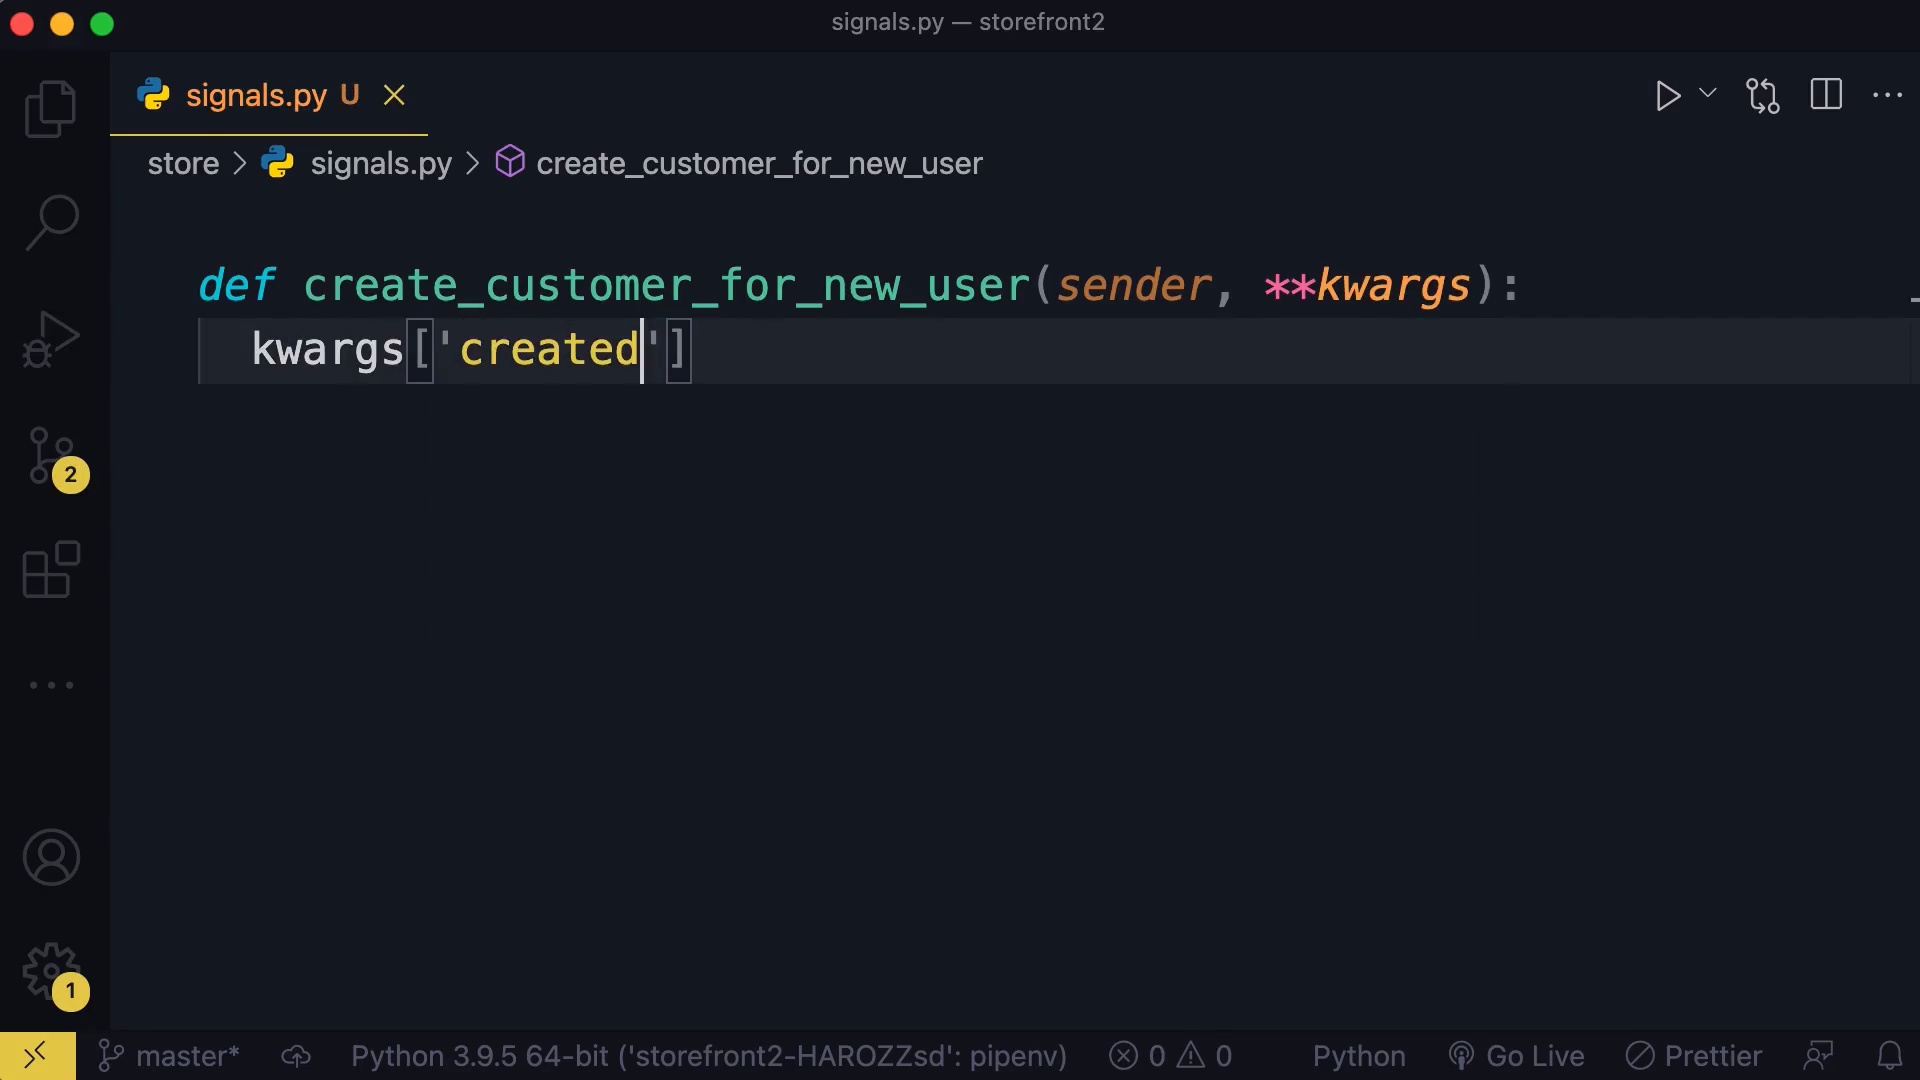 signals.py — storefront2
signals.py U
store > signals.py > create_customer_for_new_user
def create_customer_for_new_user(sender, **kwargs):
kwargs['created']
2
1
master* Python 3.9.5 64-bit ('storefront2-HAROZZsd': pipenv) 0 0 Python Go Live Prettier